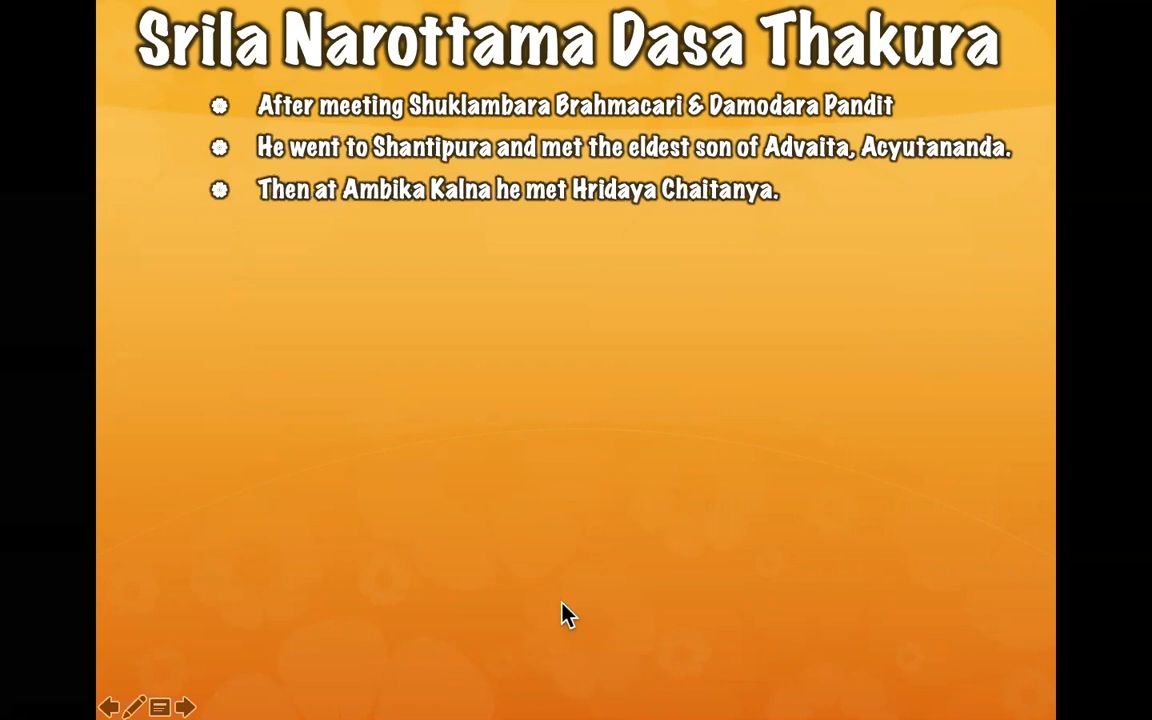 Srila Narottama Dasa Thakura
After meeting Shuklambara Brahmacari & Damodara Pandit
He went to Shantipura and met the eldest son of Advaita, Acyutananda.
Then at Ambika Kalna he met Hridaya Chaitanya.